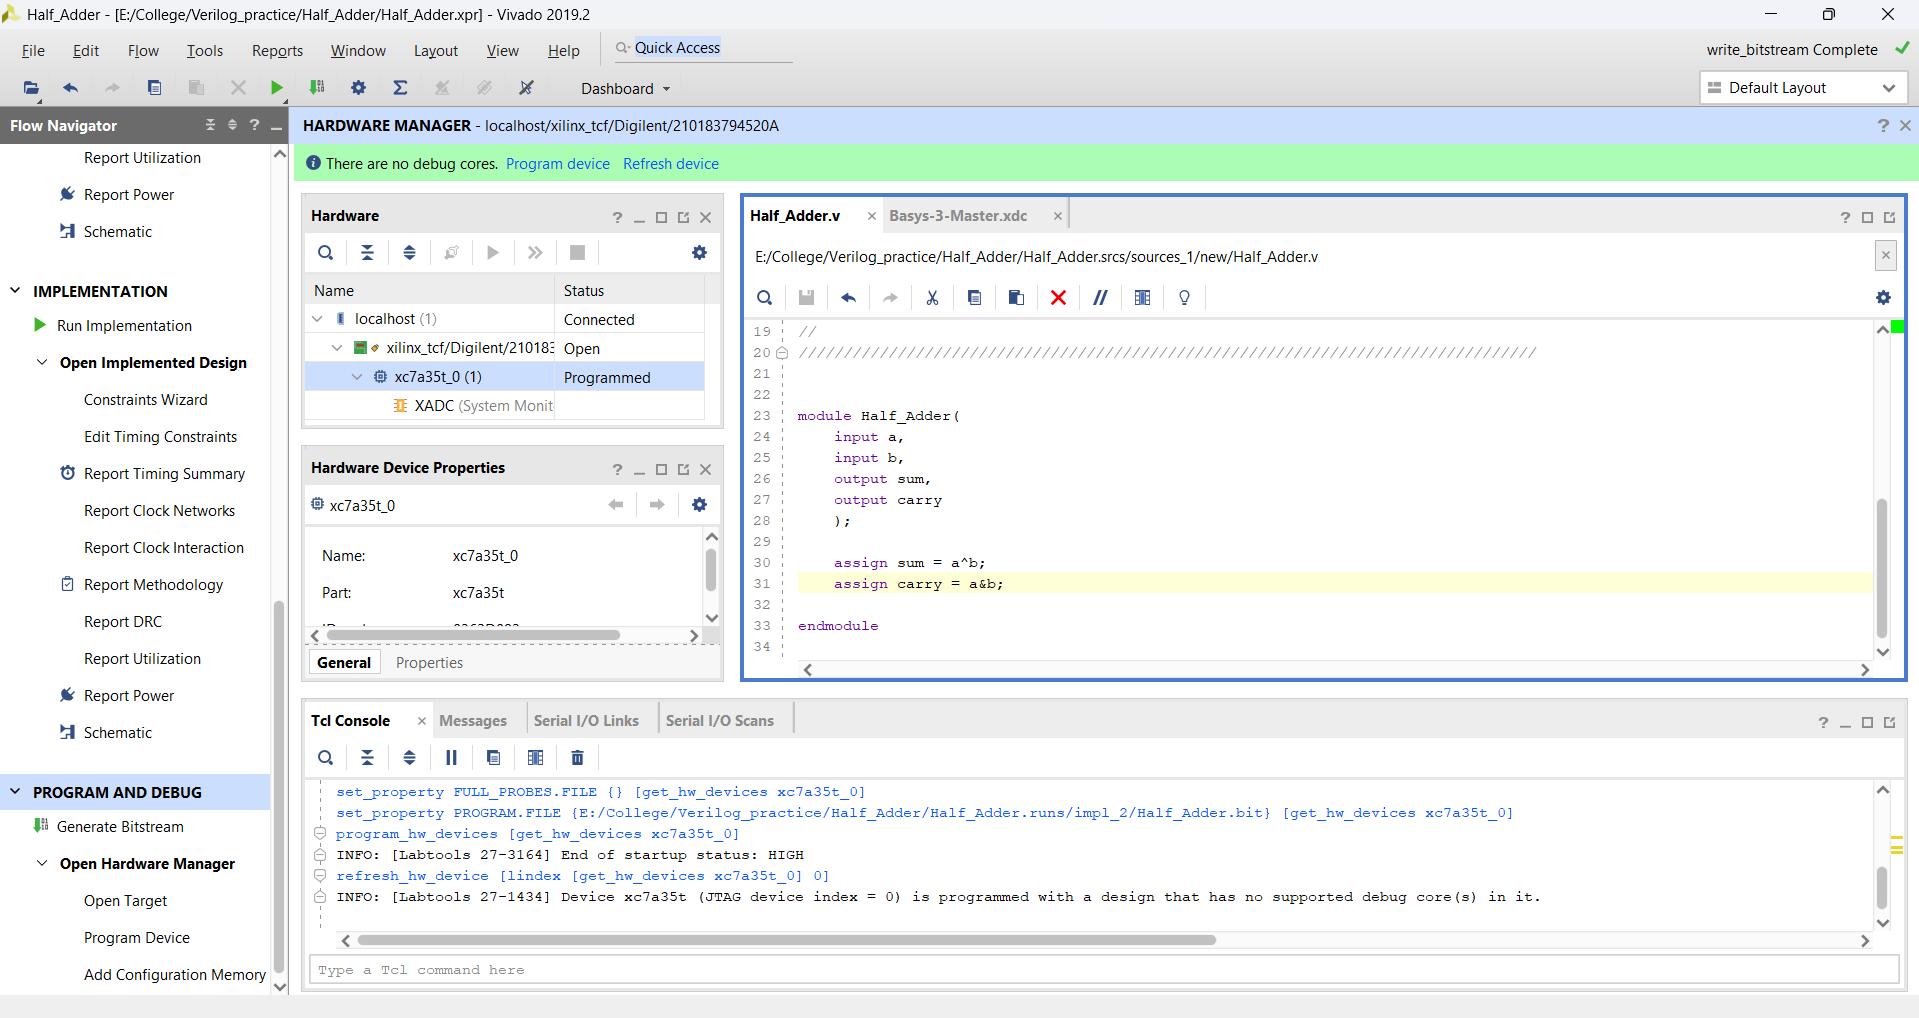 Half_Adder - [E:/College/Verilog_practice/Half_Adder/Half_Adder.xpr] - Vivado 2019.2
File Edit Flow Tools Reports Window Layout View Help Quick Access
write_bitstream Complete
Dashboard
Default Layout
Flow Navigator
Report Utilization
Report Power
Schematic
IMPLEMENTATION
Run Implementation
Open Implemented Design
Constraints Wizard
Edit Timing Constraints
Report Timing Summary
Report Clock Networks
Report Clock Interaction
Report Methodology
Report DRC
Report Utilization
Report Power
Schematic
PROGRAM AND DEBUG
Generate Bitstream
Open Hardware Manager
Open Target
Program Device
Add Configuration Memory
HARDWARE MANAGER - localhost/xilinx_tcf/Digilent/210183794520A
There are no debug cores. Program device Refresh device
Hardware
Name Status
localhost (1) Connected
xilinx_tcf/Digilent/210183 Open
xc7a35t_0 (1) Programmed
XADC (System Monit
Hardware Device Properties
xc7a35t_0
Name: xc7a35t_0
Part: xc7a35t
General Properties
Half_Adder.v Basys-3-Master.xdc
E:/College/Verilog_practice/Half_Adder/Half_Adder.srcs/sources_1/new/Half_Adder.v
19 //
20 //////////////////////////////////////////////////////////////////////////////////
21
22
23 module Half_Adder(
24 input a,
25 input b,
26 output sum,
27 output carry
28 );
29
30 assign sum = a^b;
31 assign carry = a&b;
32
33 endmodule
34
Tcl Console Messages Serial I/O Links Serial I/O Scans
set_property FULL_PROBES.FILE {} [get_hw_devices xc7a35t_0]
set_property PROGRAM.FILE {E:/College/Verilog_practice/Half_Adder/Half_Adder.runs/impl_2/Half_Adder.bit} [get_hw_devices xc7a35t_0]
program_hw_devices [get_hw_devices xc7a35t_0]
INFO: [Labtools 27-3164] End of startup status: HIGH
refresh_hw_device [lindex [get_hw_devices xc7a35t_0] 0]
INFO: [Labtools 27-1434] Device xc7a35t (JTAG device index = 0) is programmed with a design that has no supported debug core(s) in it.
Type a Tcl command here